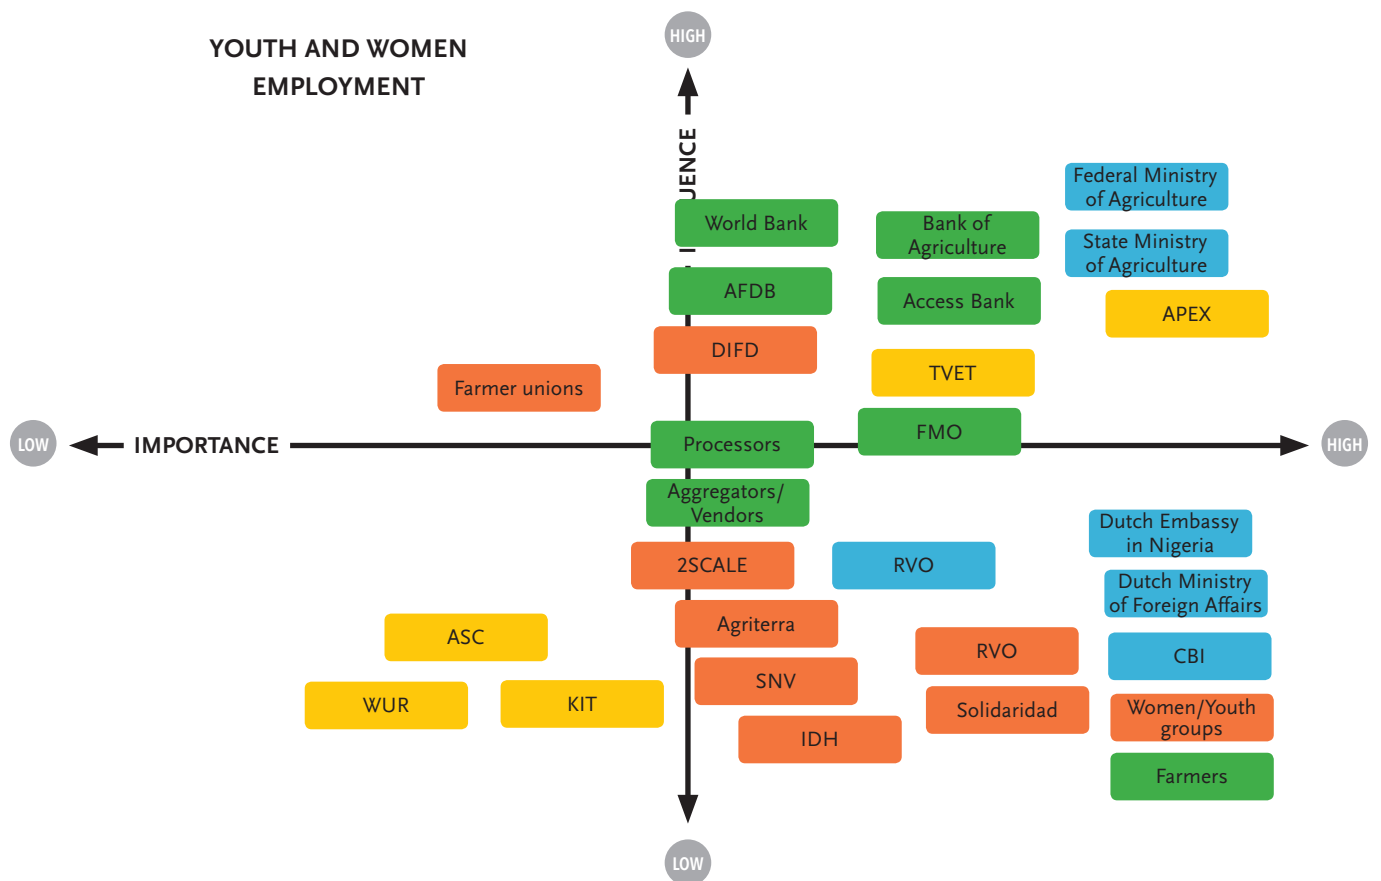 YOUTH AND WOMEN
EMPLOYMENT
HIGH
UENCE
Federal Ministry
of Agriculture
World Bank
Bank of
Agriculture
State Ministry
of Agriculture
AFDB
Access Bank
APEX
DIFD
TVET
Farmer unions
FMO
LOW
IMPORTANCE
Processors
HIGH
Aggregators/
Vendors
Dutch Embassy
in Nigeria
2SCALE
RVO
Dutch Ministry
of Foreign Affairs
Agriterra
ASC
RVO
CBI
SNV
WUR
KIT
Solidaridad
Women/Youth
groups
IDH
Farmers
LOW